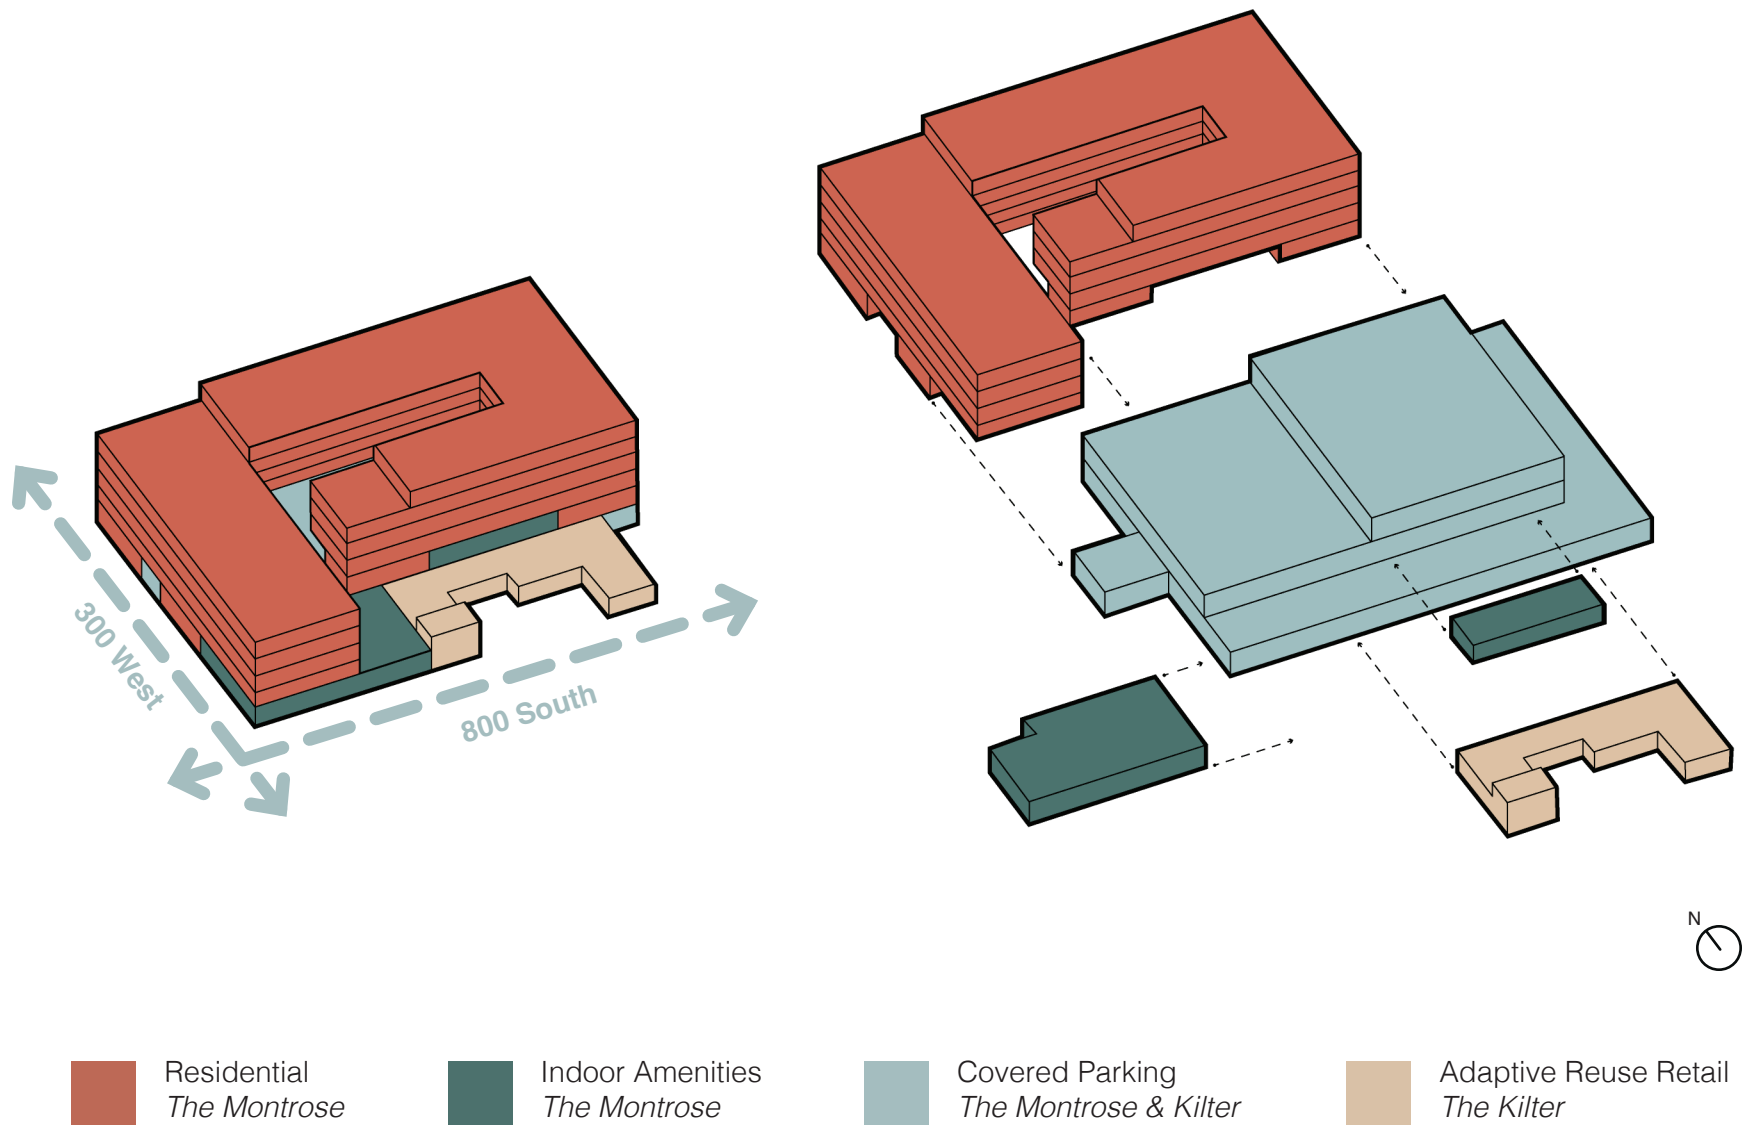 300 West
800 South
N
Residential
The Montrose
Indoor Amenities
The Montrose
Covered Parking
The Montrose & Kilter
Adaptive Reuse Retail
The Kilter